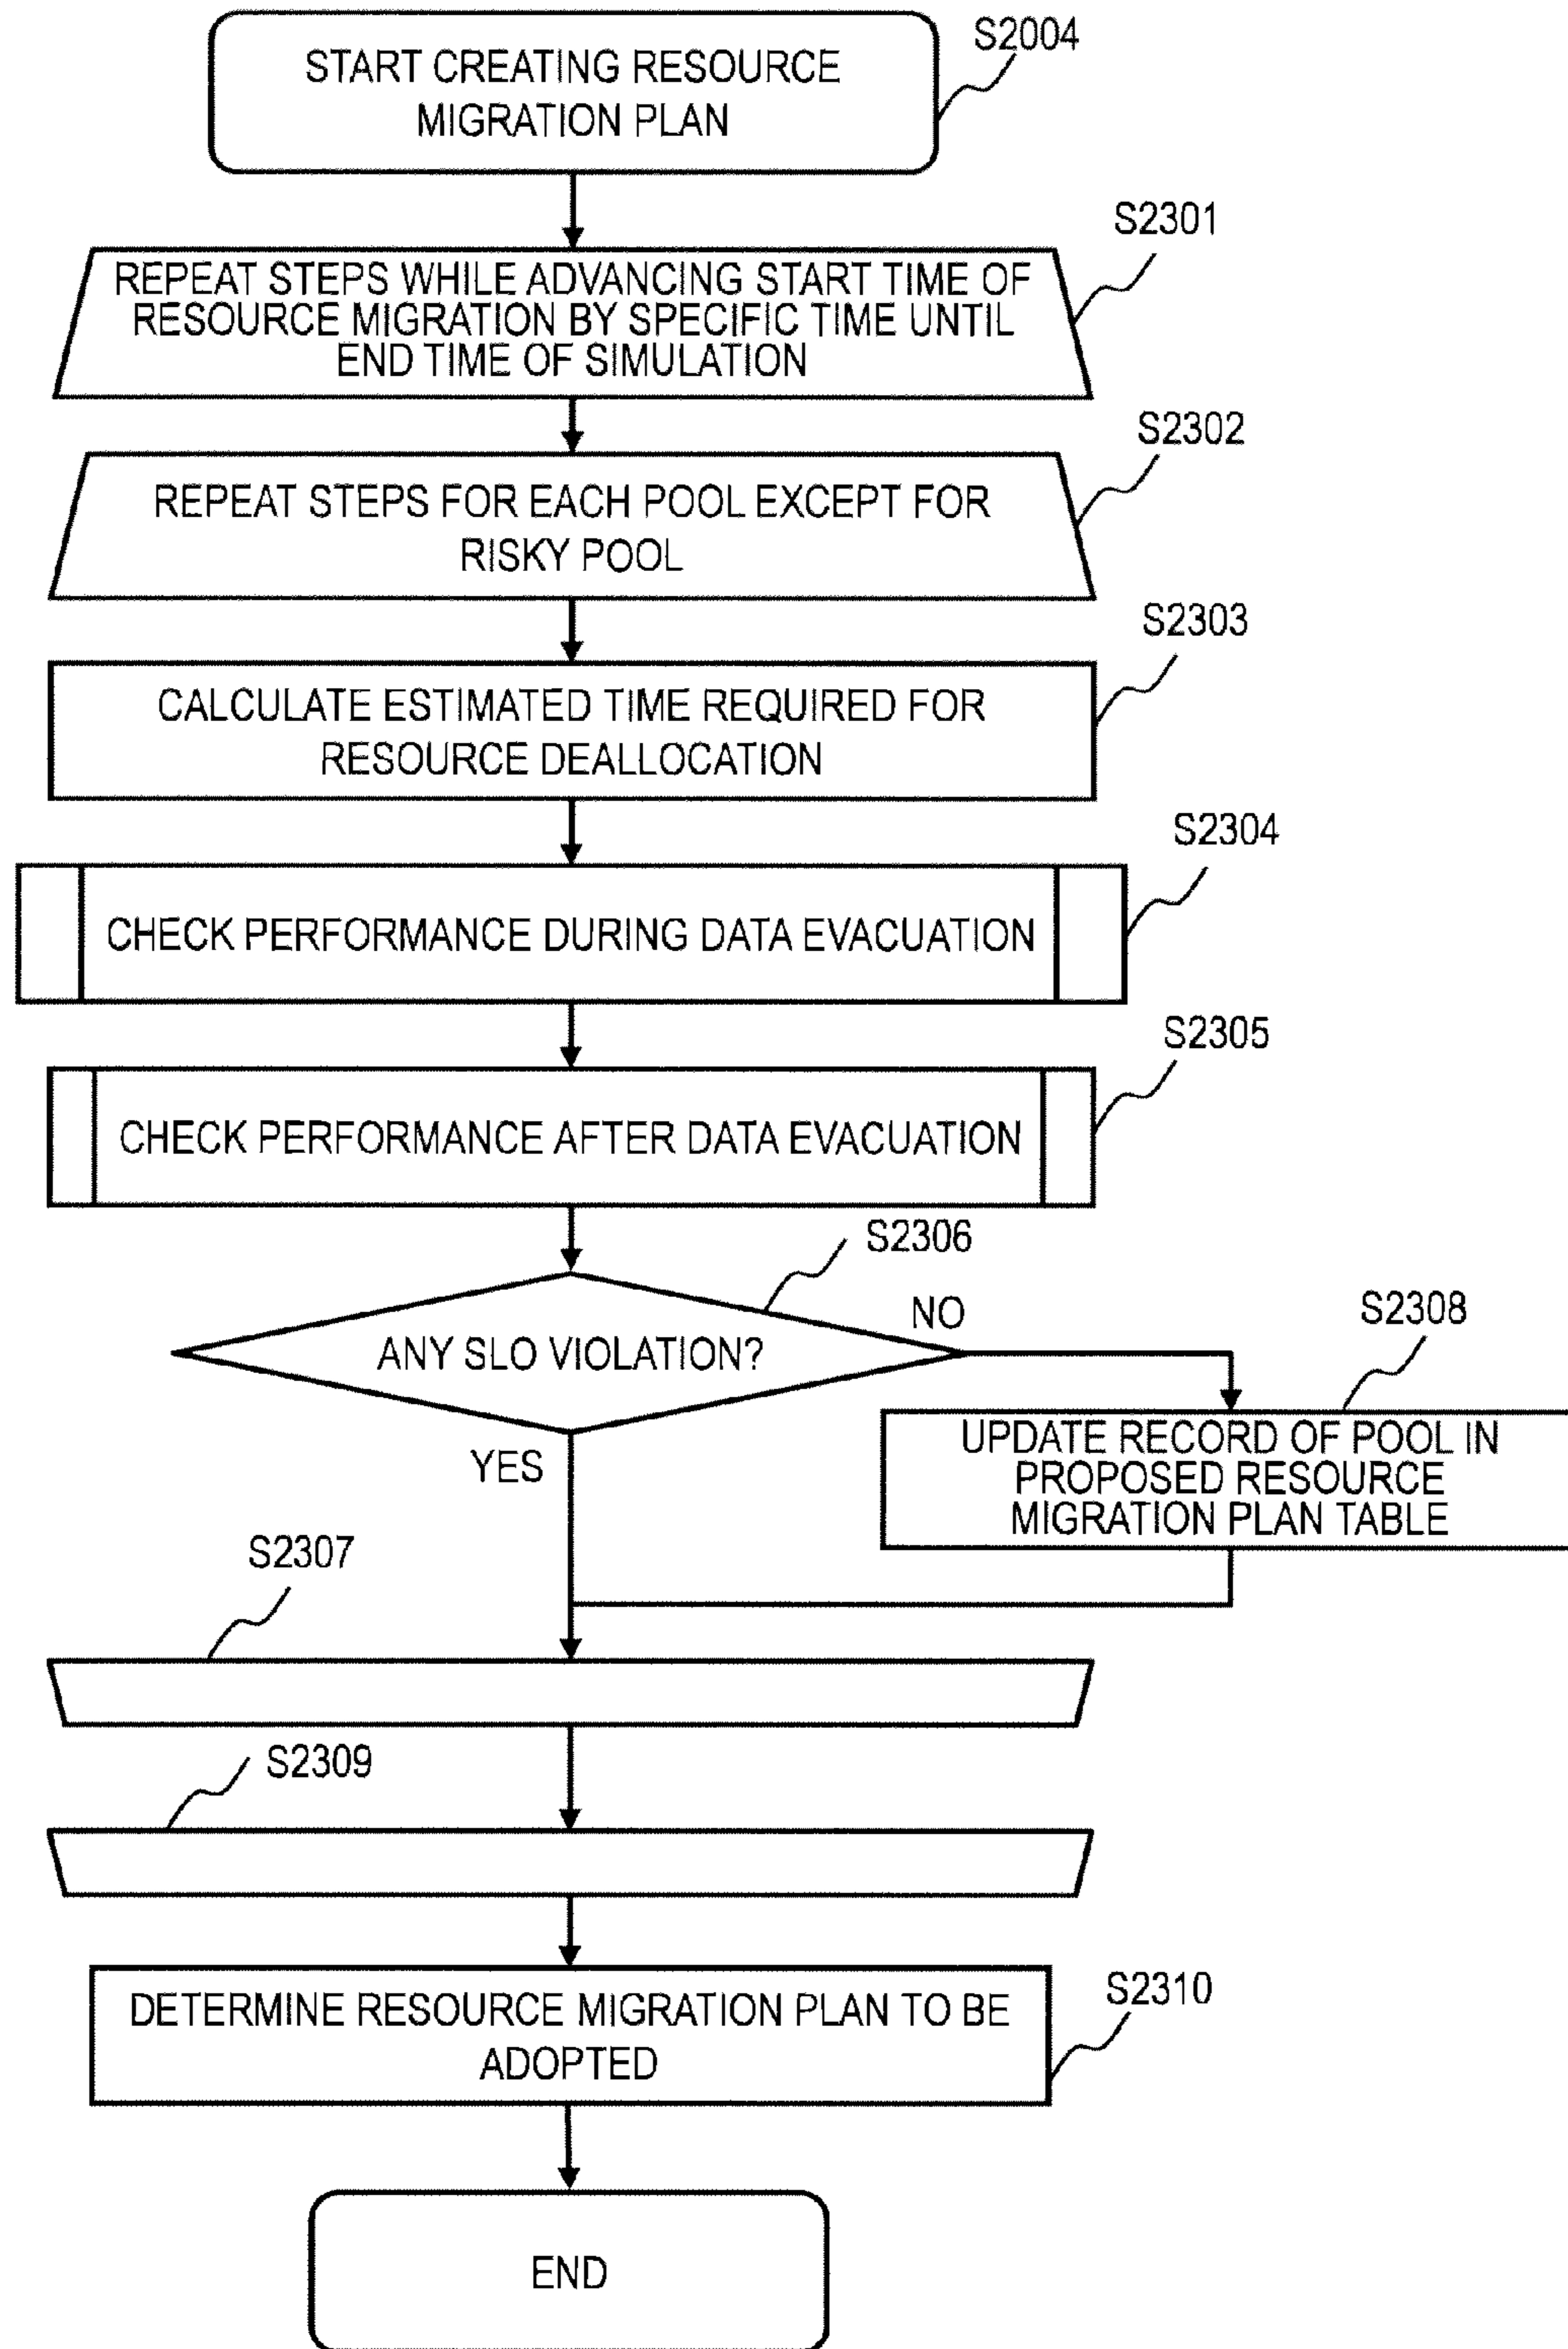 S2004
START CREATING RESOURCE
MIGRATION PLAN
S2301
REPEAT STEPS WHILE ADVANCING START TIME OF
RESOURCE MIGRATION BY SPECIFIC TIME UNTIL
END TIME OF SIMULATION
S2302
REPEAT STEPS FOR EACH POOL EXCEPT FOR
RISKY POOL
S2303
CALCULATE ESTIMATED TIME REQUIRED FOR
RESOURCE DEALLOCATION
S2304
CHECK PERFORMANCE DURING DATA EVACUATION
S2305
CHECK PERFORMANCE AFTER DATA EVACUATION
S2306
ANY SLO VIOLATION?
NO
YES
S2308
UPDATE RECORD OF POOL IN
PROPOSED RESOURCE
MIGRATION PLAN TABLE
S2307
S2309
S2310
DETERMINE RESOURCE MIGRATION PLAN TO BE
ADOPTED
END